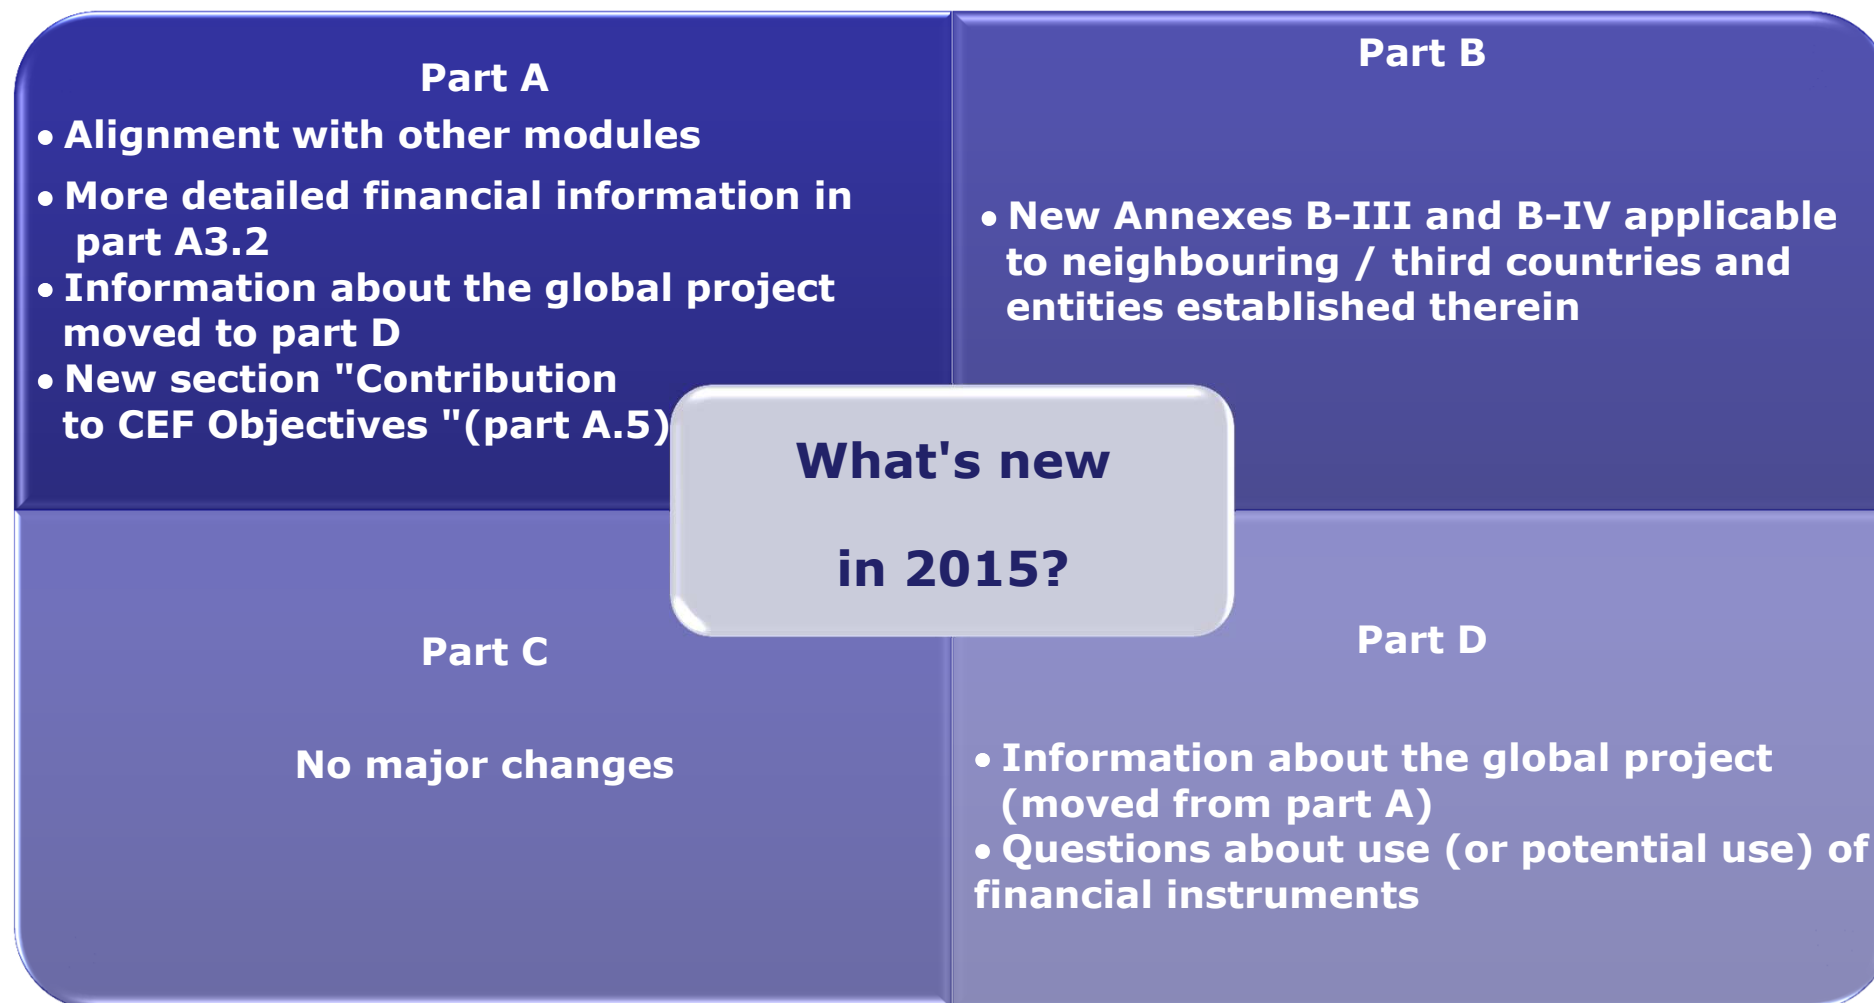 Part A
• Alignment with other modules
• More detailed financial information in
part A3.2
• Information about the global project
moved to part D
• New section "Contribution
to CEF Objectives "(part A.5)
Part B
• New Annexes B-III and B-IV applicable
to neighbouring / third countries and
entities established therein
What's new
in 2015?
Part C
No major changes
Part D
• Information about the global project
(moved from part A)
• Questions about use (or potential use) of
financial instruments